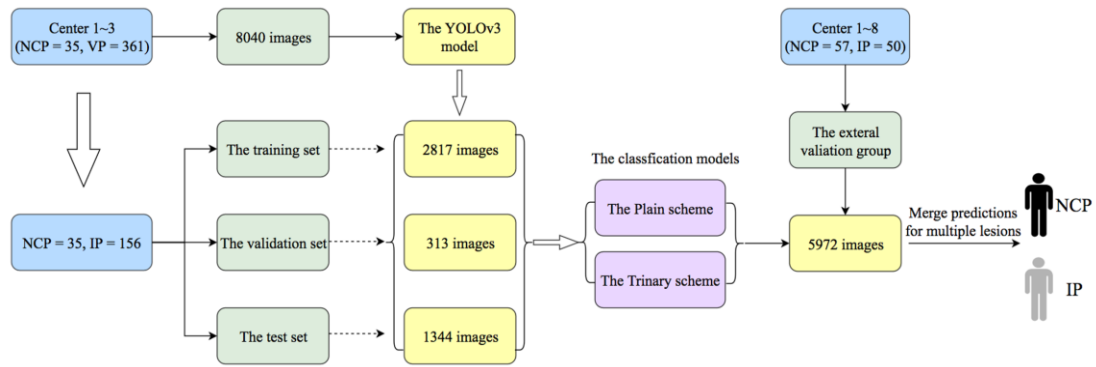 Center 1~3
(NCP = 35, VP = 361)
8040 images
The YOLOv3
model
Center 1~8
(NCP = 57, IP = 50)
The training set
2817 images
The exteral
valiation group
The classfication models
The Plain scheme
NCP
NCP = 35, IP = 156
The validation set
313 images
5972 images
Merge predictions
for multiple lesions
The Trinary scheme
IP
The test set
1344 images